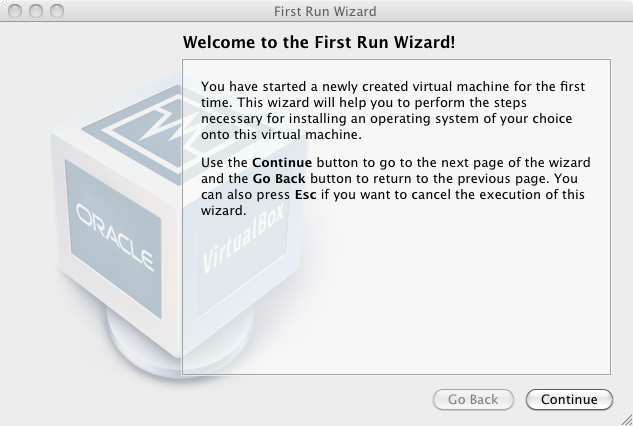 First Run Wizard
Welcome to the First Run Wizard!
You have started a newly created virtual machine for the first
time. This wizard will help you to perform the steps
necessary for installing an operating system of your choice
onto this virtual machine.
Use the Continue button to go to the next page of the wizard
and the Go Back button to return to the previous page. You
can also press Esc if you want to cancel the execution of this
wizard.
ORACLE
VirtualBox
Go Back
Continue